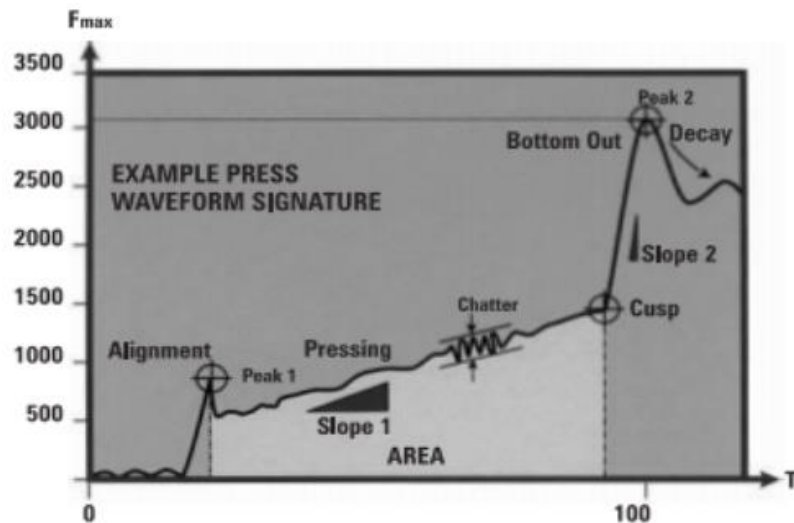 Fmax
3500
3000
2500
2000
1500
1000
500
EXAMPLE PRESS
WAVEFORM SIGNATURE
Peak 2
Bottom Out
Decay
Slope 2
Chatter
Cusp
Alignment
Peak 1
Pressing
Slope 1
AREA
0
100
T